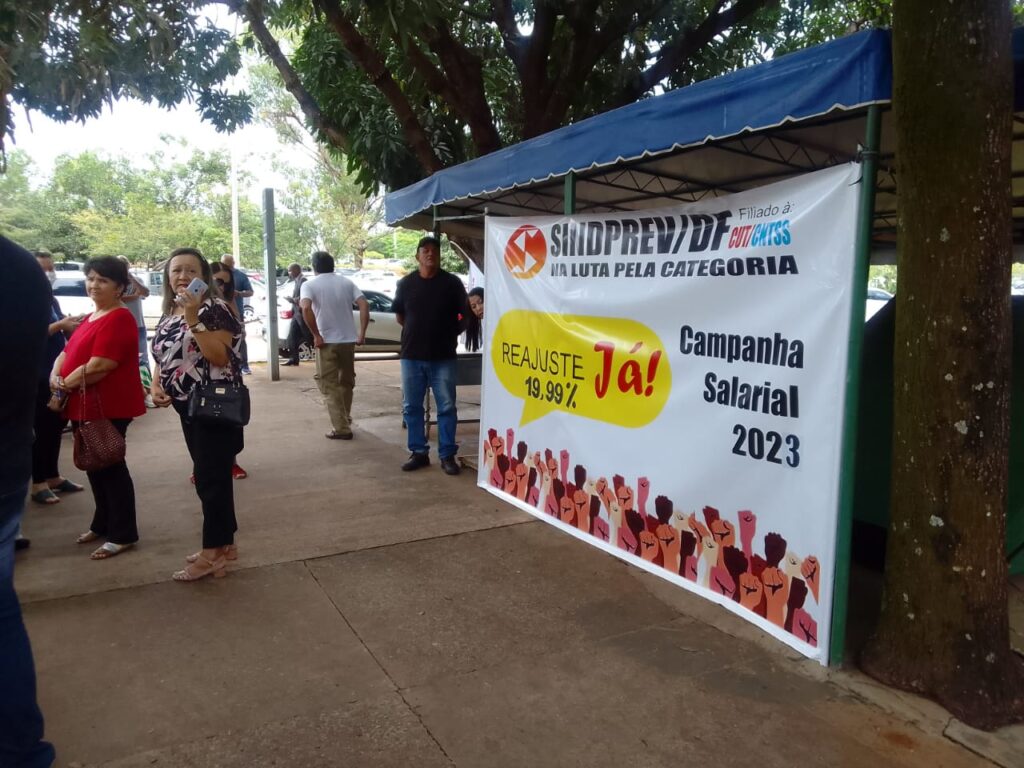 SINDPREV/DF
Filiado à:
CUT/CNTSS
NA LUTA PELA CATEGORIA
REAJUSTE
19,99%
Já!
Campanha
Salarial
2023